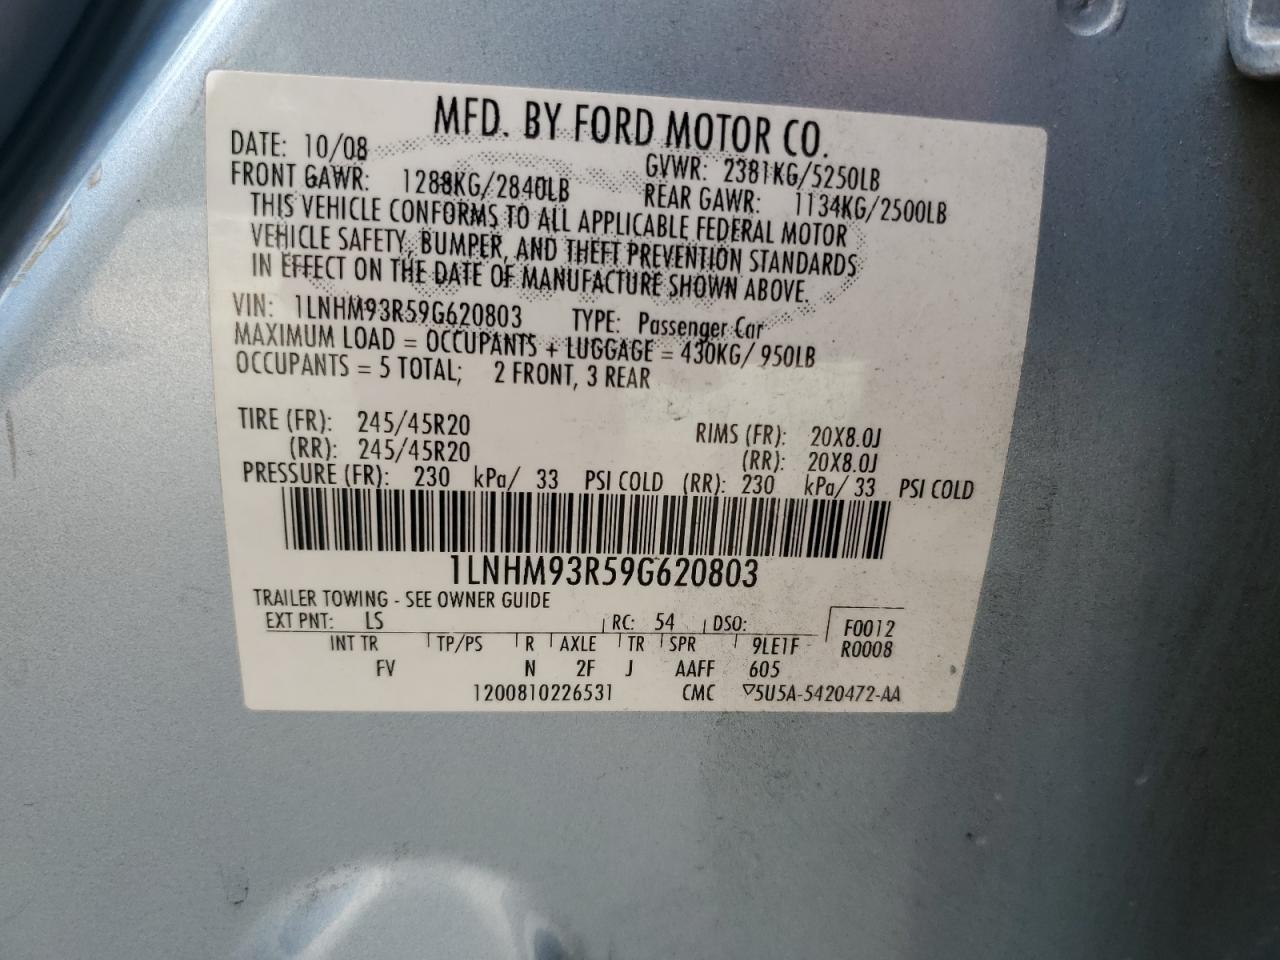 MFD. BY FORD MOTOR CO.
DATE: 10/08 GVWR: 2381KG/5250LB
FRONT GAWR: 1288KG/2840LB REAR GAWR: 1134KG/2500LB
THIS VEHICLE CONFORMS TO ALL APPLICABLE FEDERAL MOTOR
VEHICLE SAFETY, BUMPER, AND THEFT PREVENTION STANDARDS
IN EFFECT ON THE DATE OF MANUFACTURE SHOWN ABOVE.
VIN: 1LNHM93R59G620803 TYPE: Passenger Car
MAXIMUM LOAD = OCCUPANTS + LUGGAGE = 430KG/ 950LB
OCCUPANTS = 5 TOTAL; 2 FRONT, 3 REAR
TIRE (FR): 245/45R20 RIMS (FR): 20X8.0J
(RR): 245/45R20 (RR): 20X8.0J
PRESSURE (FR): 230 kPa/ 33 PSI COLD (RR): 230 kPa/ 33 PSI COLD
1LNHM93R59G620803
TRAILER TOWING - SEE OWNER GUIDE
EXT PNT: LS RC: 54 DSO: F0012
INT TR TP/PS R AXLE TR SPR 9LE1F R0008
FV N 2F J AAFF 605
1200810226531 CMC ▽5U5A-5420472-AA